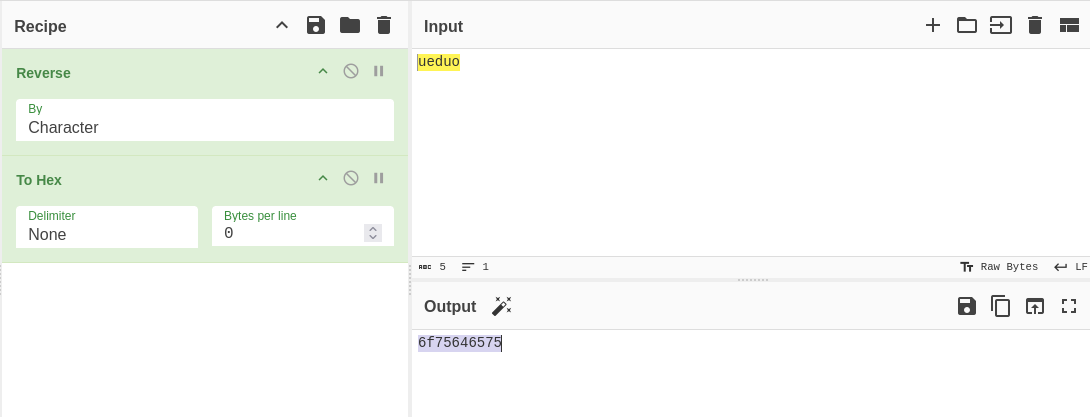 Recipe
Reverse
By
Character
To Hex
Delimiter
None
Bytes per line
0
Input
ueduo
ABC 5 1
Raw Bytes LF
Output
6f75646575